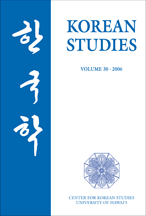 한국학
KOREAN
STUDIES
VOLUME 30 · 2006
CENTER FOR KOREAN STUDIES
UNIVERSITY OF HAWAI'I